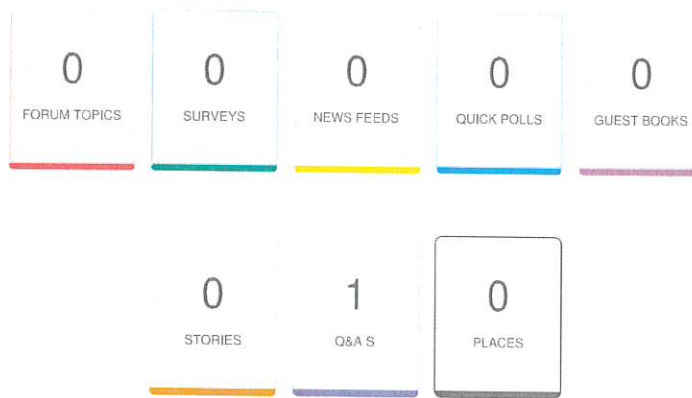 0
FORUM TOPICS
0
SURVEYS
0
NEWS FEEDS
0
QUICK POLLS
0
GUEST BOOKS
0
STORIES
1
Q&A S
0
PLACES